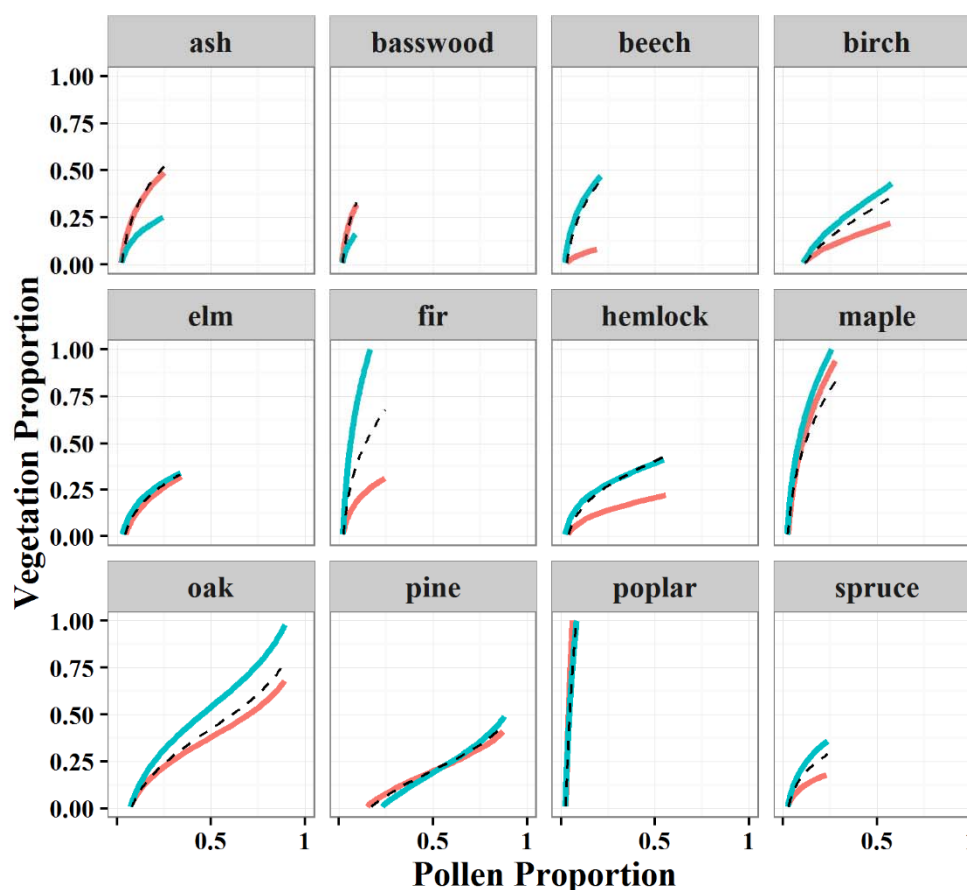 ash basswood beech birch
1.00
0.75
0.50
0.25
0.00
elm fir hemlock maple
1.00
0.75
0.50
0.25
0.00
oak pine poplar spruce
1.00
0.75
0.50
0.25
0.00
0.5 1 0.5 1 0.5 1 0.5 1
Pollen Proportion
Vegetation Proportion